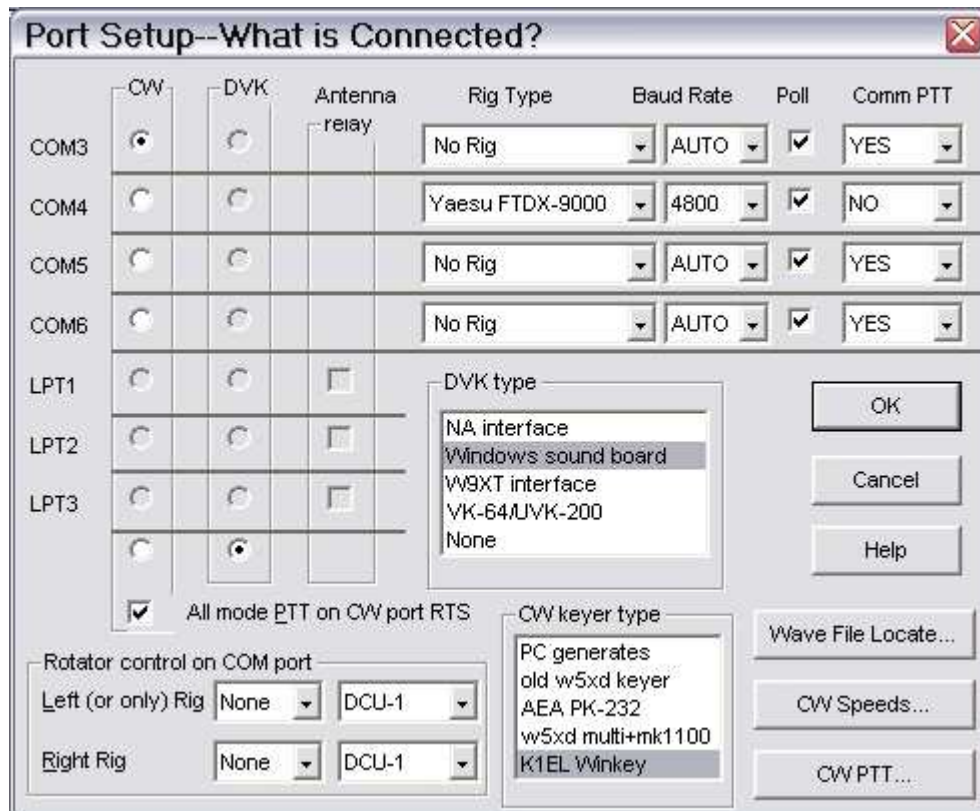 Port Setup--What is Connected?
CW DVK Antenna relay Rig Type Baud Rate Poll Comm PTT
COM3 No Rig AUTO YES
COM4 Yaesu FTDX-9000 4800 NO
COM5 No Rig AUTO YES
COM6 No Rig AUTO YES
LPT1
LPT2
LPT3
DVK type
NA interface
Windows sound board
W9XT interface
VK-64/UVK-200
None
OK
Cancel
Help
All mode PTT on CW port RTS
Rotator control on COM port
Left (or only) Rig None DCU-1
Right Rig None DCU-1
CW keyer type
PC generates
old w5xd keyer
AEA PK-232
w5xd multi+mk1100
K1EL Winkey
Wave File Locate...
CW Speeds...
CW PTT...